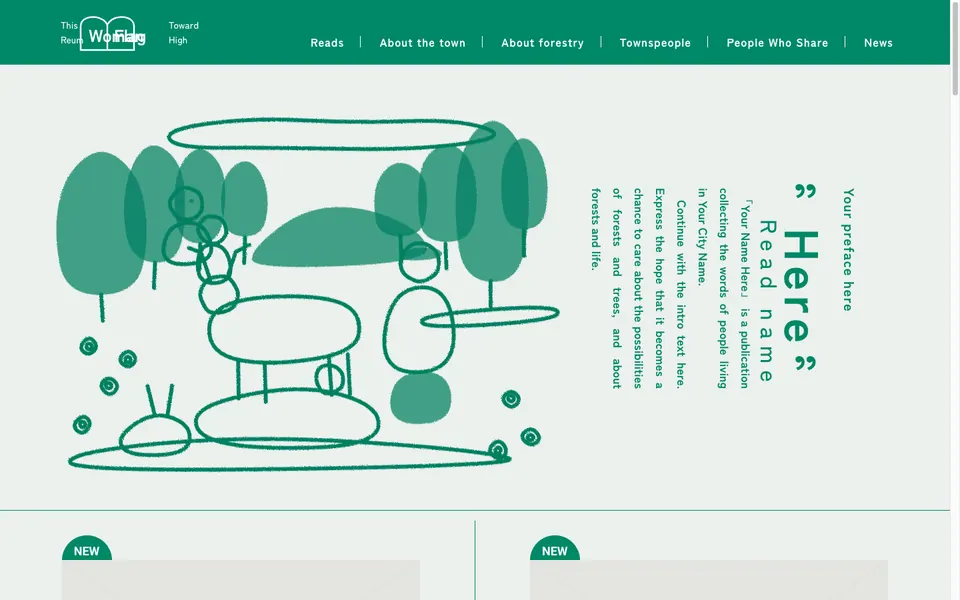 This
Reum
Toward
High
Reads
About the town
About forestry
Townspeople
People Who Share
News
Your preface here
” Here ”
Read name
「Your Name Here」 is a publication
collecting the words of people living
in Your City Name.
Continue with the intro text here.
Express the hope that it becomes a
chance to care about the possibilities
of forests and trees, and about
forests and life.
NEW
NEW